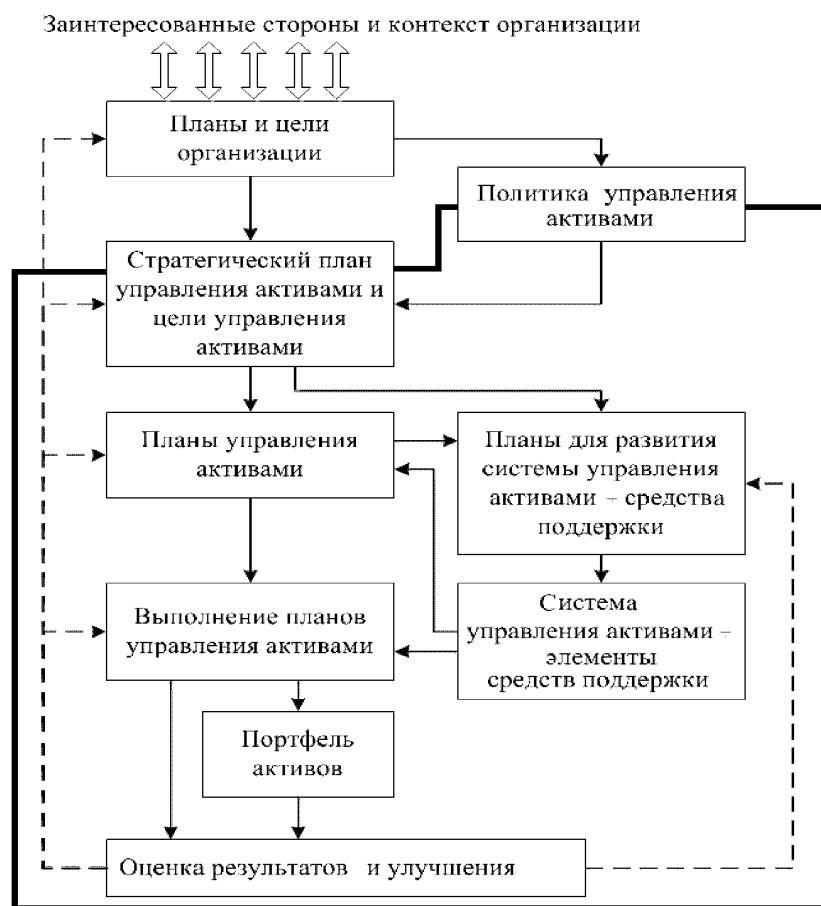 Заинтересованные стороны и контекст организации
Планы и цели
организации
Политика управления
активами
Стратегический план
управления активами и
цели управления
активами
Планы управления
активами
Планы для развития
системы управления
активами – средства
поддержки
Выполнение планов
управления активами
Система
управления активами –
элементы
средств поддержки
Портфель
активов
Оценка результатов и улучшения